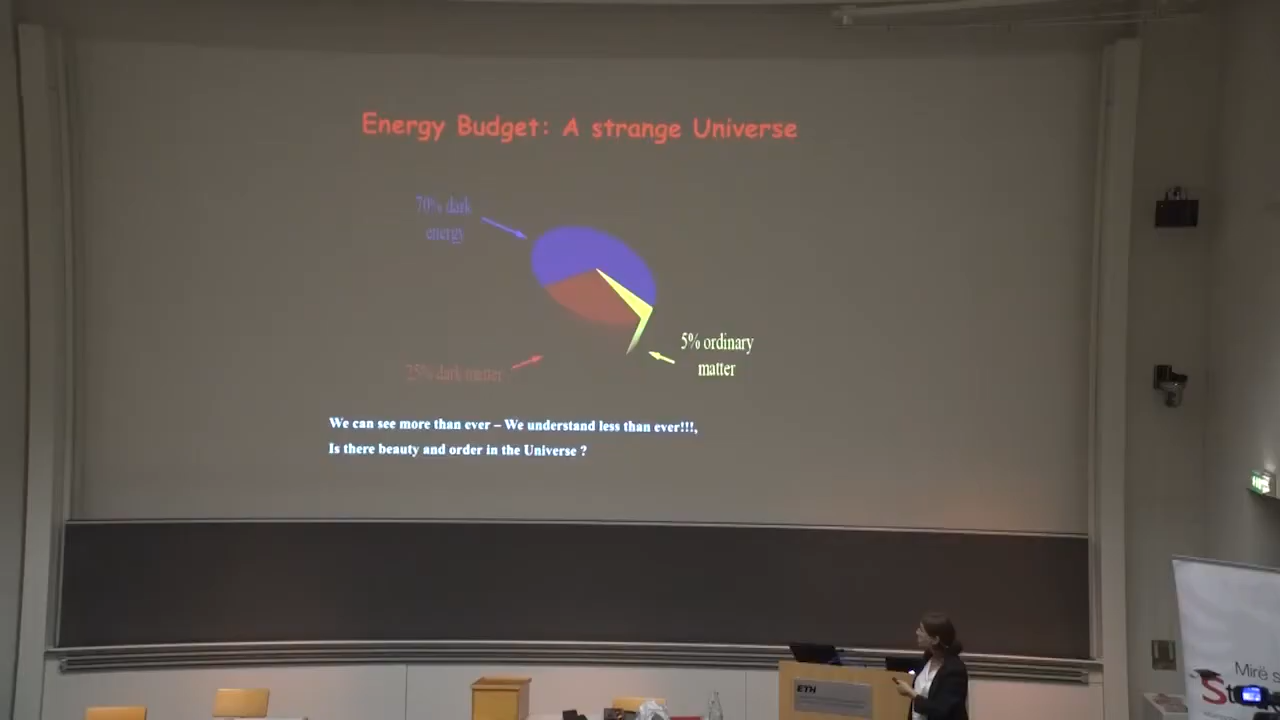 Energy Budget: A strange Universe
70% dark
energy
5% ordinary
matter
25% dark matter
We can see more than ever – We understand less than ever!!!,
Is there beauty and order in the Universe ?
ETH
Mirë s